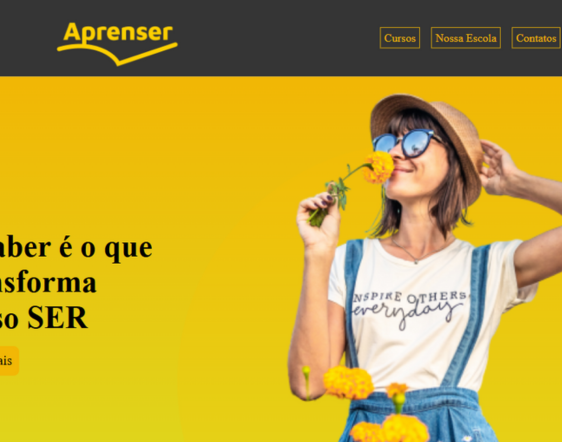 Aprenser
Cursos
Nossa Escola
Contatos
aber é o que
nsforma
so SER
ais
INSPIRE OTHERS
everyday